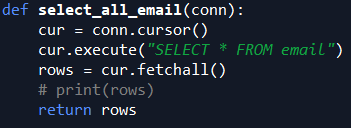 def select_all_email(conn):
    cur = conn.cursor()
    cur.execute("SELECT * FROM email")
    rows = cur.fetchall()
    # print(rows)
    return rows